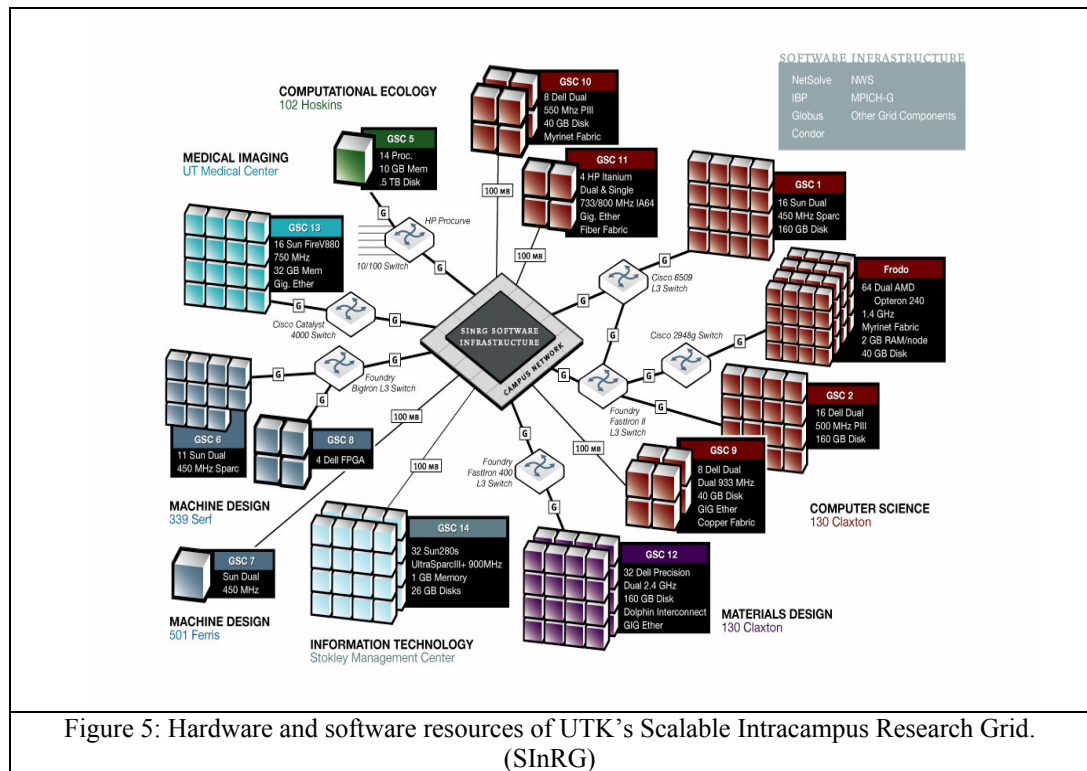 SOFTWARE INFRASTRUCTURE
NetSolve
IBP
Globus
Condor
NWS
MPICH-G
Other Grid Components
COMPUTATIONAL ECOLOGY
102 Hoskins
GSC 5
14 Proc.
10 GB Mem
.5 TB Disk
G
HP Procurve
10/100 Switch
G
GSC 10
8 Dell Dual
550 Mhz PIII
40 GB Disk
Myrinet Fabric
100 MB
GSC 11
4 HP Itanium
Dual & Single
733/800 MHz IA64
Gig. Ether
Fiber Fabric
100 MB
MEDICAL IMAGING
UT Medical Center
GSC 13
16 Sun FireV880
750 MHz
32 GB Mem
Gig. Ether
G
Cisco Catalyst
4000 Switch
G
GSC 1
16 Sun Dual
450 MHz Sparc
160 GB Disk
G
Cisco 6509
L3 Switch
G
G
Frodo
64 Dual AMD
Opteron 240
1.4 GHz
Myrinet Fabric
2 GB RAM/node
40 GB Disk
G
Cisco 2948g Switch
G
SINRG SOFTWARE
INFRASTRUCTURE
CAMPUS NETWORK
G
Foundry
FastIron II
L3 Switch
G
GSC 2
16 Dell Dual
500 MHz PIII
160 GB Disk
GSC 6
11 Sun Dual
450 MHz Sparc
G
Foundry
BigIron L3 Switch
G
G
GSC 8
4 Dell FPGA
MACHINE DESIGN
339 Serf
100 MB
GSC 7
Sun Dual
450 MHz
MACHINE DESIGN
501 Ferris
100 MB
GSC 14
32 Sun280s
UltraSparcIII+ 900MHz
1 GB Memory
26 GB Disks
INFORMATION TECHNOLOGY
Stokley Management Center
G
Foundry
FastIron 400
L3 Switch
G
GSC 12
32 Dell Precision
Dual 2.4 GHz
160 GB Disk
Dolphin Interconnect
GIG Ether
MATERIALS DESIGN
130 Claxton
100 MB
GSC 9
8 Dell Dual
Dual 933 MHz
40 GB Disk
GIG Ether
Copper Fabric
COMPUTER SCIENCE
130 Claxton
Figure 5: Hardware and software resources of UTK's Scalable Intracampus Research Grid.
(SInRG)